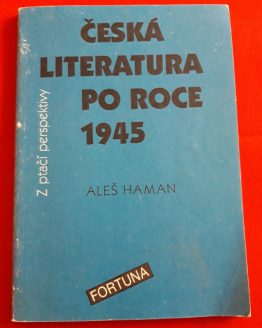 ČESKÁ
LITERATURA
PO ROCE
1945
Z ptačí perspektivy
ALEŠ HAMAN
FORTUNA